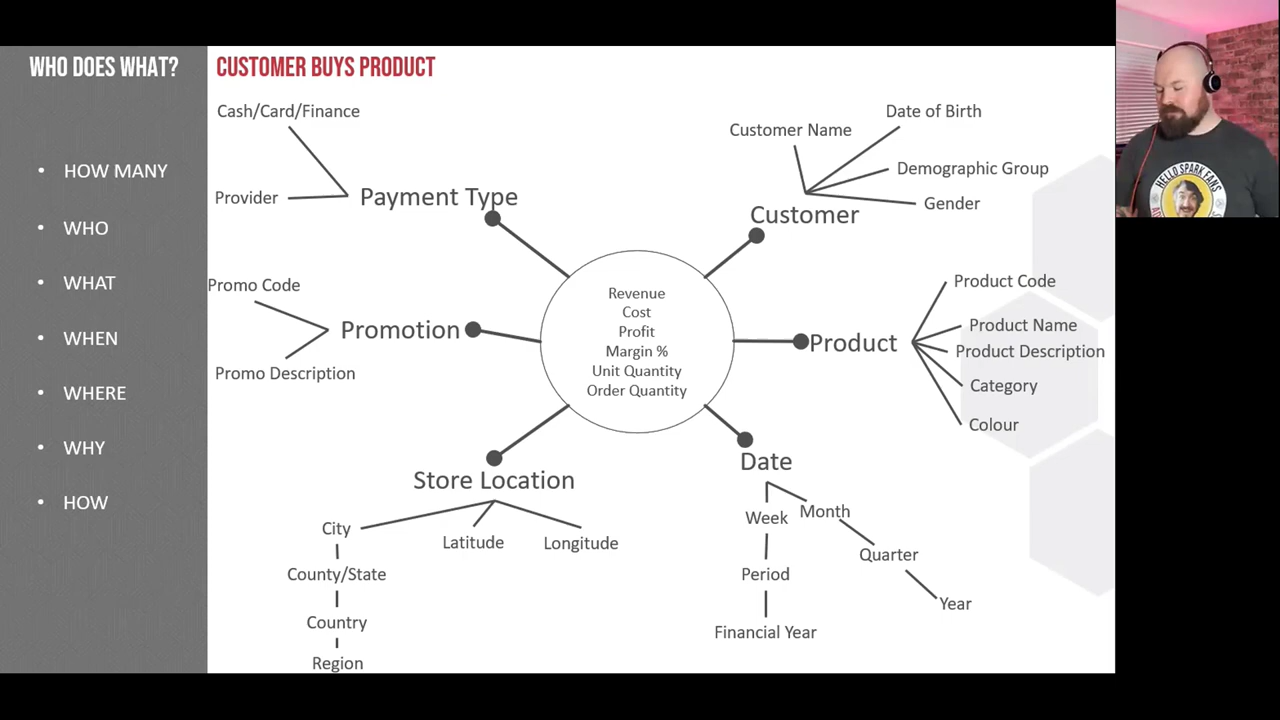 WHO DOES WHAT?
• HOW MANY
• WHO
• WHAT
• WHEN
• WHERE
• WHY
• HOW
CUSTOMER BUYS PRODUCT
Cash/Card/Finance
Provider
Payment Type
Customer Name
Date of Birth
Demographic Group
Gender
Customer
Promo Code
Promotion
Promo Description
Revenue
Cost
Profit
Margin %
Unit Quantity
Order Quantity
Product
Product Code
Product Name
Product Description
Category
Colour
Store Location
City
Latitude
Longitude
County/State
Country
Region
Date
Week
Month
Period
Quarter
Financial Year
Year
HELLO SPARK FANS